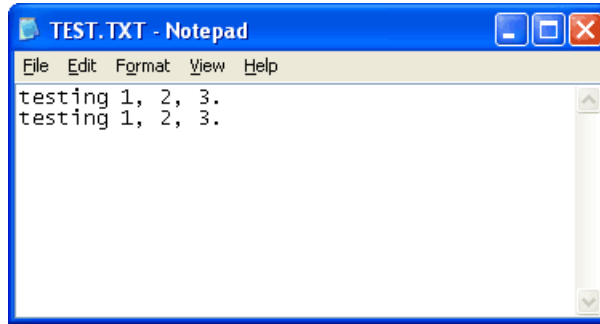 TEST.TXT - Notepad
File Edit Format View Help
testing 1, 2, 3.
testing 1, 2, 3.